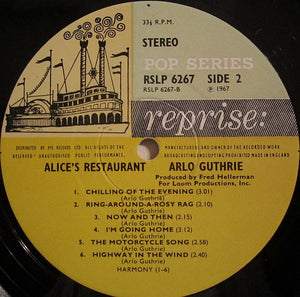 33⅓ R.P.M.
STEREO
POP SERIES
RSLP 6267 SIDE 2
RSLP 6267-B ℗ 1967
reprise:
DISTRIBUTED BY PYE RECORDS LTD · ALL RIGHTS OF THE MANUFACTURERS AND OWNER OF THE RECORDED WORK
RESERVED · UNAUTHORISED PUBLIC PERFORMANCE, BROADCASTING AND COPYING PROHIBITED MADE IN ENGLAND
ALICE'S RESTAURANT ARLO GUTHRIE
Produced by Fred Hellerman
For Loom Productions, Inc.
1. CHILLING OF THE EVENING (3.01)
(Arlo Guthrie)
2. RING-AROUND-A-ROSY RAG (2.10)
(Arlo Guthrie)
3. NOW AND THEN (2.15)
(Arlo Guthrie)
4. I'M GOING HOME (3.12)
(Arlo Guthrie)
5. THE MOTORCYCLE SONG (2.58)
(Arlo Guthrie)
6. HIGHWAY IN THE WIND (2.40)
(Arlo Guthrie)
HARMONY (1-6)